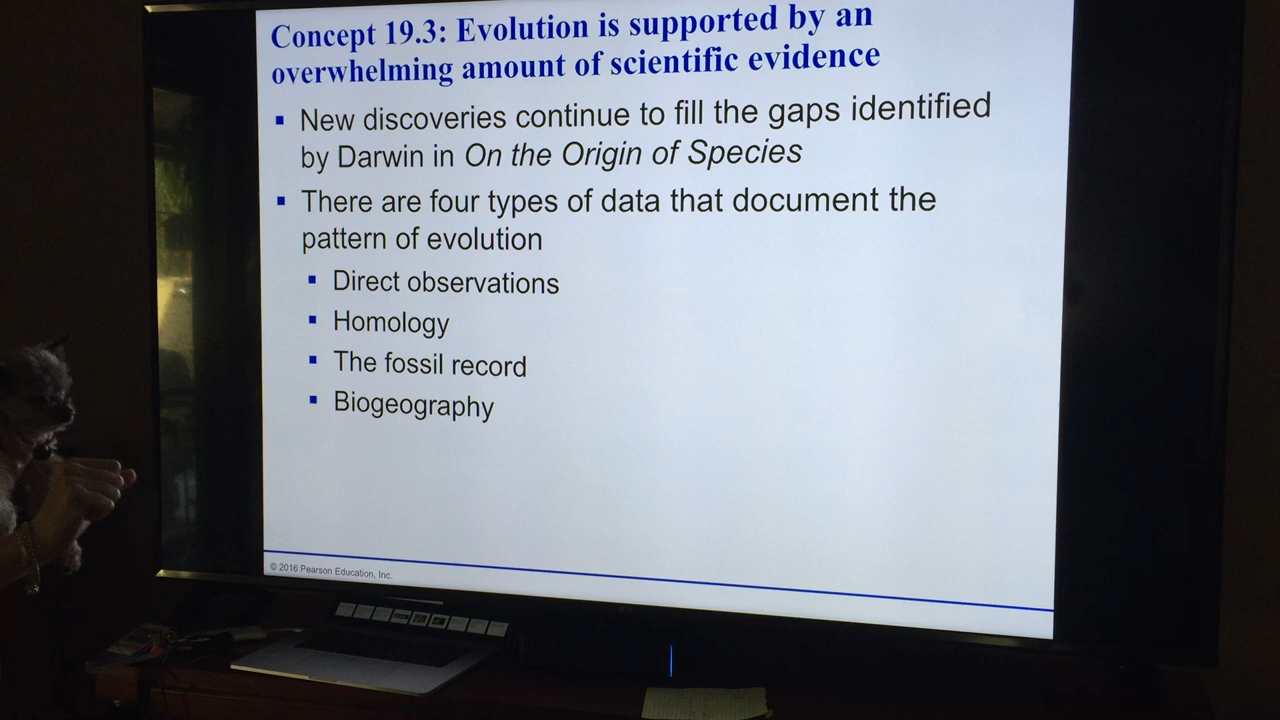 Concept 19.3: Evolution is supported by an
overwhelming amount of scientific evidence
▪ New discoveries continue to fill the gaps identified
by Darwin in On the Origin of Species
▪ There are four types of data that document the
pattern of evolution
▪ Direct observations
▪ Homology
▪ The fossil record
▪ Biogeography
© 2016 Pearson Education, Inc.